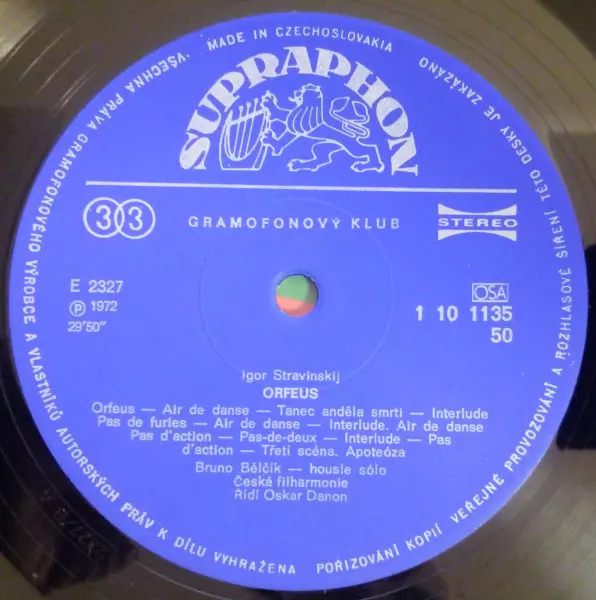 MADE IN CZECHOSLOVAKIA
SUPRAPHON
33
GRAMOFONOVÝ KLUB
STEREO
E 2327
Ⓟ 1972
29'50"
OSA
1 10 1135
50
Igor Stravinskij
ORFEUS
Orfeus — Air de danse — Tanec anděla smrti — Interlude
Pas de furies — Air de danse — Interlude. Air de danse
Pas d'action — Pas-de-deux — Interlude — Pas
d'action — Třetí scéna. Apoteóza
Bruno Bělčík — housle sólo
Česká filharmonie
Řídí Oskar Danon
VŠECHNA PRÁVA GRAMOFONOVÉHO VÝROBCE A VLASTNÍKŮ AUTORSKÝCH PRÁV K DÍLU VYHRAŽENA POŘIZOVÁNÍ KOPIÍ VEŘEJNÉ PROVOZOVÁNÍ A ROZHLASOVÉ ŠÍŘENÍ TÉTO DESKY JE ZAKÁZÁNO